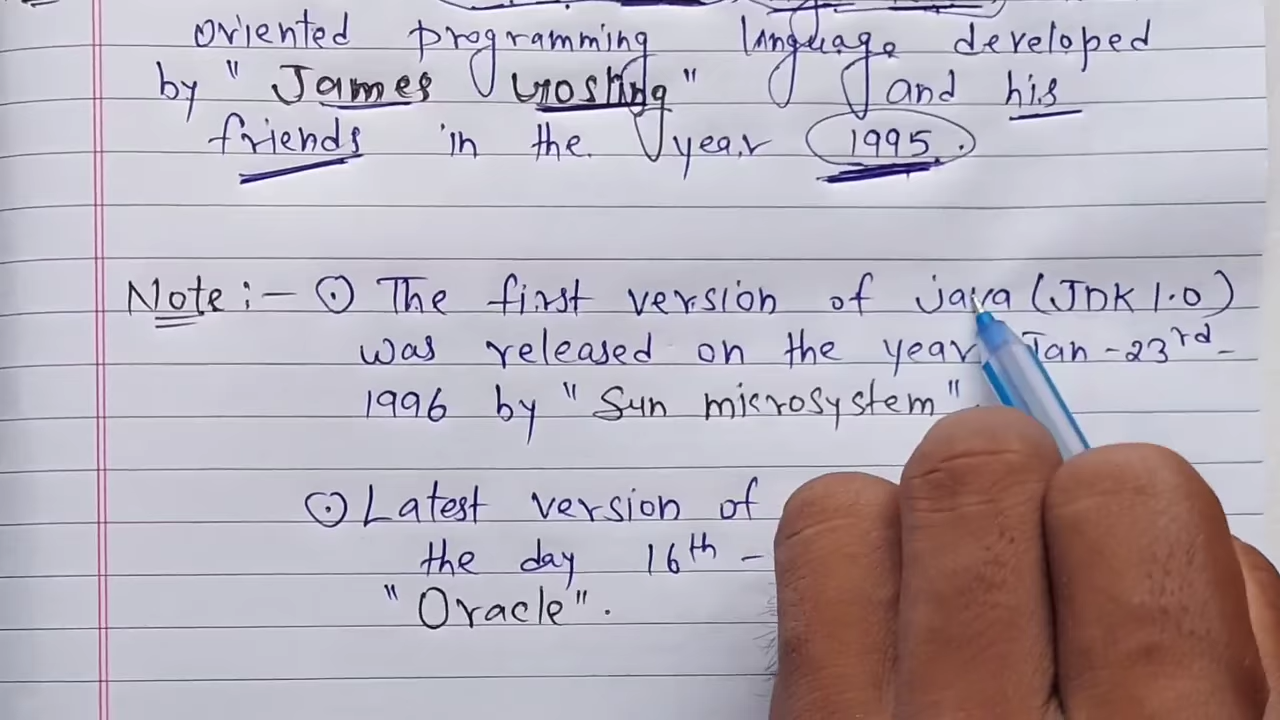 oriented programming language developed
by "James Gosling" and his
friends in the year 1995.
Note :- ⊙ The first version of java (JDK 1.0)
was released on the year Jan -23rd-
1996 by "Sun microsystem".
⊙ Latest version of
the day 16th -
"Oracle".